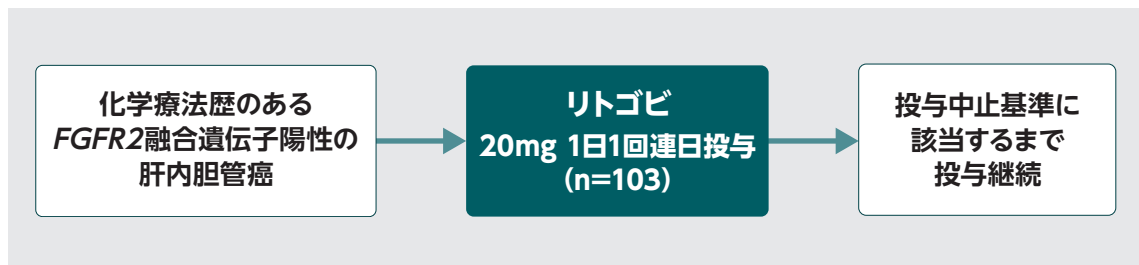 化学療法歴のある
FGFR2融合遺伝子陽性の
肝内胆管癌
リトゴビ
20mg 1日1回連日投与
(n=103)
投与中止基準に
該当するまで
投与継続